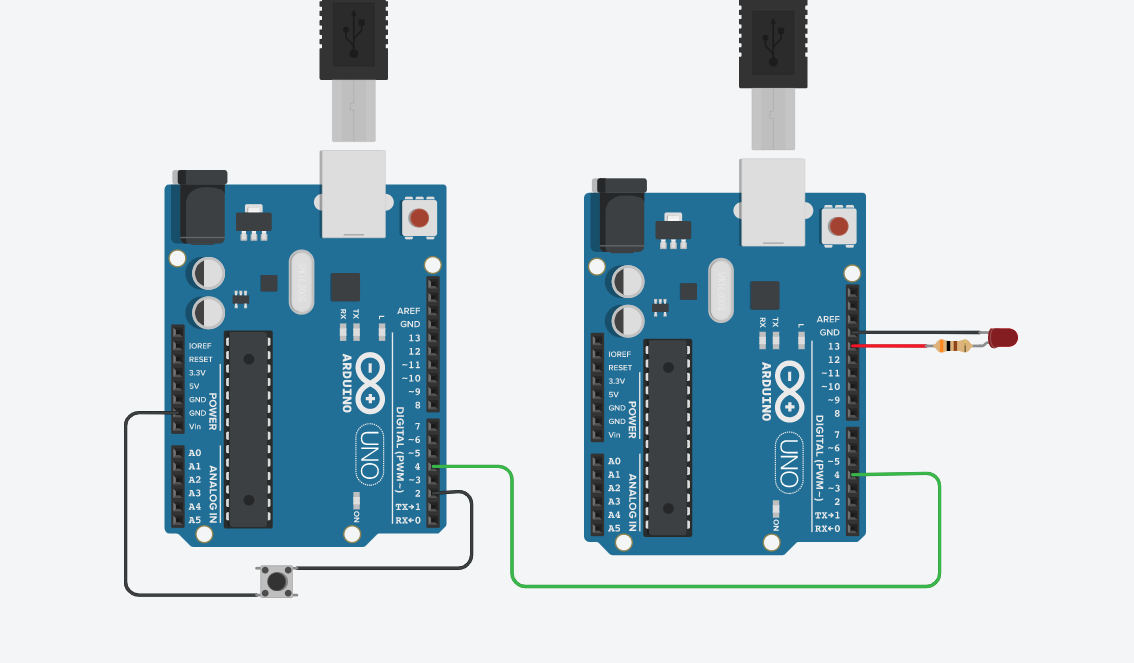 RX
TX
L
AREF
GND
13
12
~11
~10
~9
8
7
~6
~5
4
~3
2
TX→1
RX←0
DIGITAL (PWM~)
IOREF
RESET
3.3V
5V
GND
GND
Vin
POWER
A0
A1
A2
A3
A4
A5
ANALOG IN
ARDUINO
UNO
ON
RX
TX
L
AREF
GND
13
12
~11
~10
~9
8
7
~6
~5
4
~3
2
TX→1
RX←0
DIGITAL (PWM~)
IOREF
RESET
3.3V
5V
GND
GND
Vin
POWER
A0
A1
A2
A3
A4
A5
ANALOG IN
ARDUINO
UNO
ON